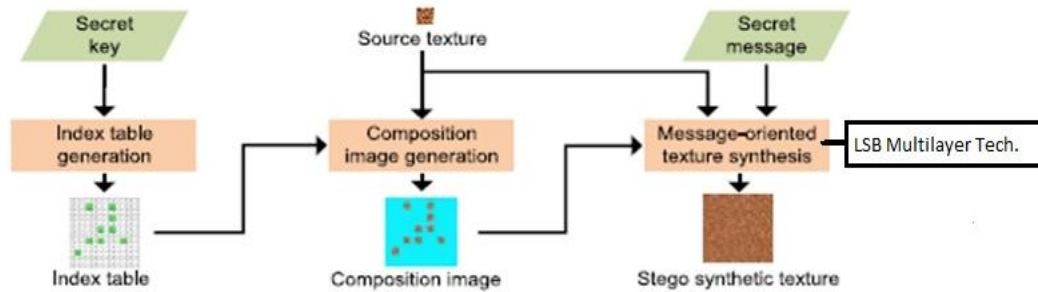 Secret
key
Source texture
Secret
message
Index table
generation
Composition
image generation
Message-oriented
texture synthesis
LSB Multilayer Tech.
Index table
Composition image
Stego synthetic texture